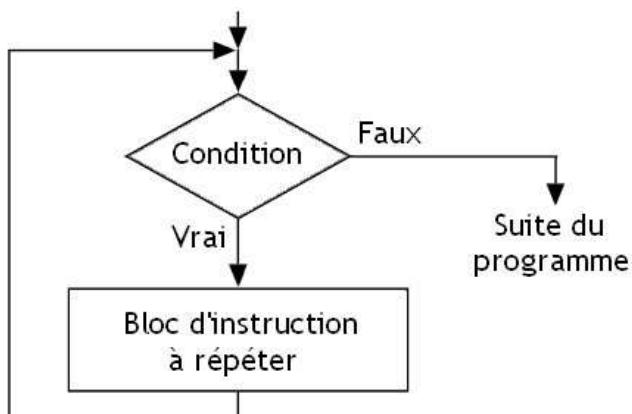 Condition
Faux
Vrai
Suite du
programme
Bloc d'instruction
à répéter